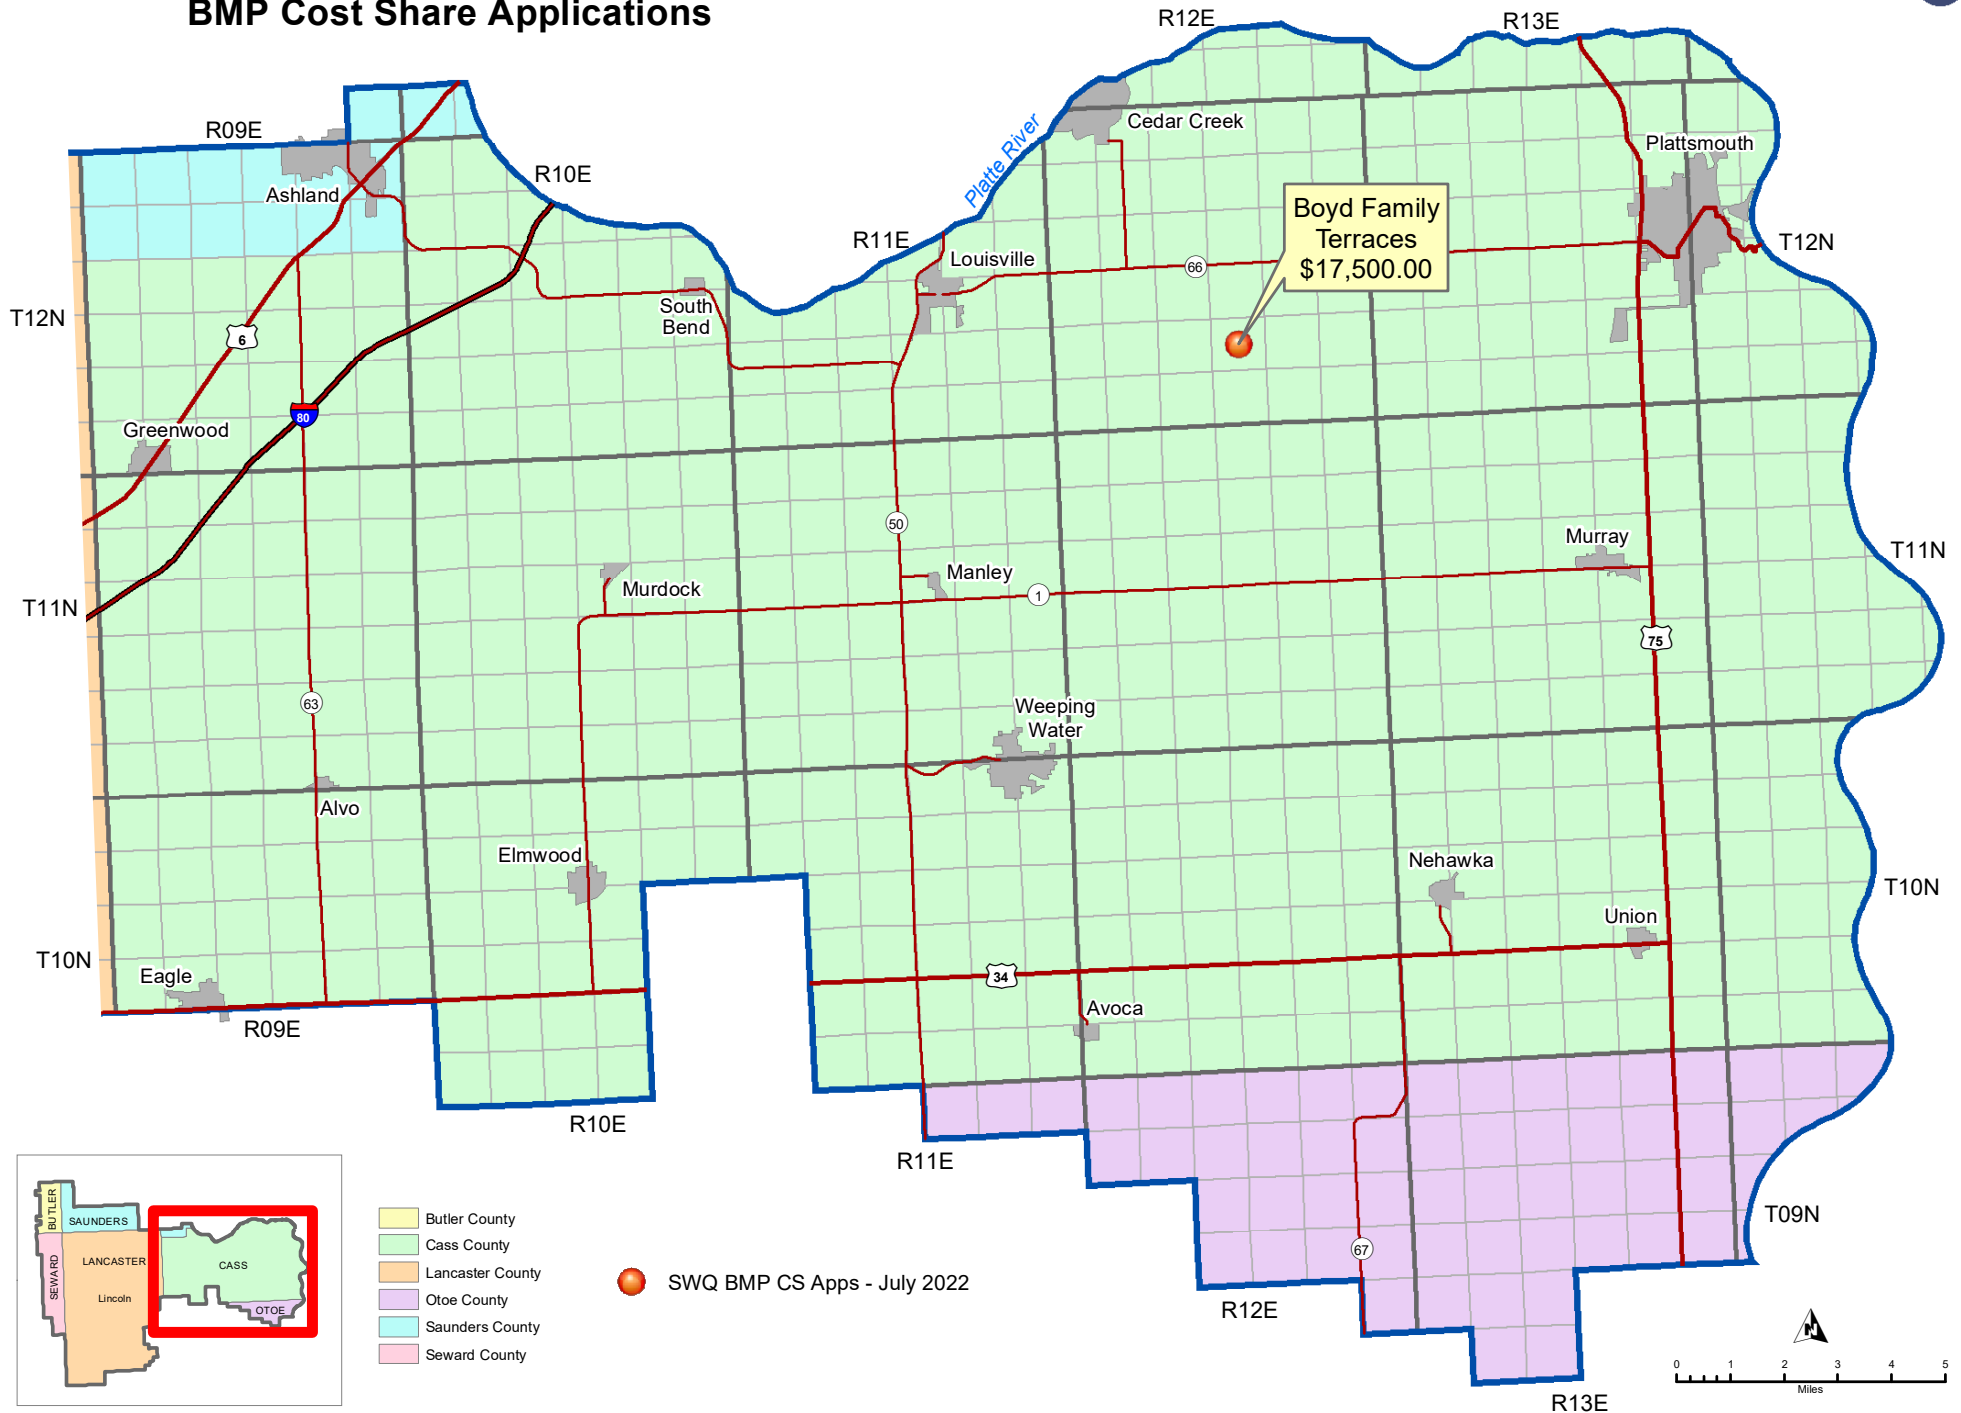 BMP Cost Share Applications
R12E
R13E
R09E
Cedar Creek
Platte River
Plattsmouth
R10E
Ashland
Boyd Family
Terraces
$17,500.00
R11E
T12N
Louisville
66
South
Bend
T12N
6
80
Greenwood
50
Murray
T11N
Manley
Murdock
1
T11N
75
63
Weeping
Water
Alvo
Elmwood
Nehawka
T10N
Union
T10N
Eagle
34
Avoca
R09E
R10E
R11E
T09N
67
R12E
R13E
BUTLER
SAUNDERS
SEWARD
LANCASTER
Lincoln
CASS
OTOE
Butler County
Cass County
Lancaster County
Otoe County
Saunders County
Seward County
SWQ BMP CS Apps - July 2022
N
0 1 2 3 4 5
Miles